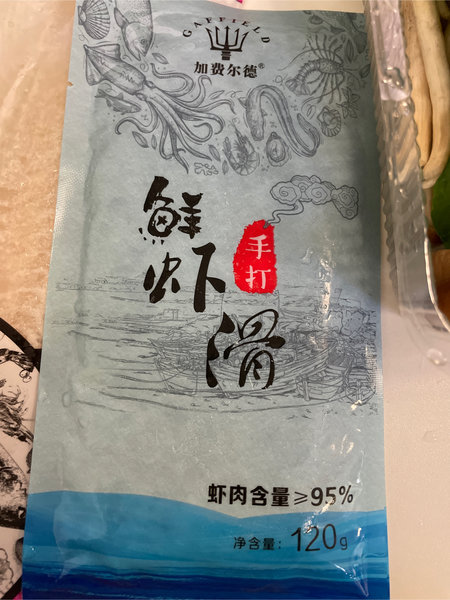 GAFFIELD
加费尔德®
鲜虾滑
手打
虾肉含量≥95%
净含量：120g